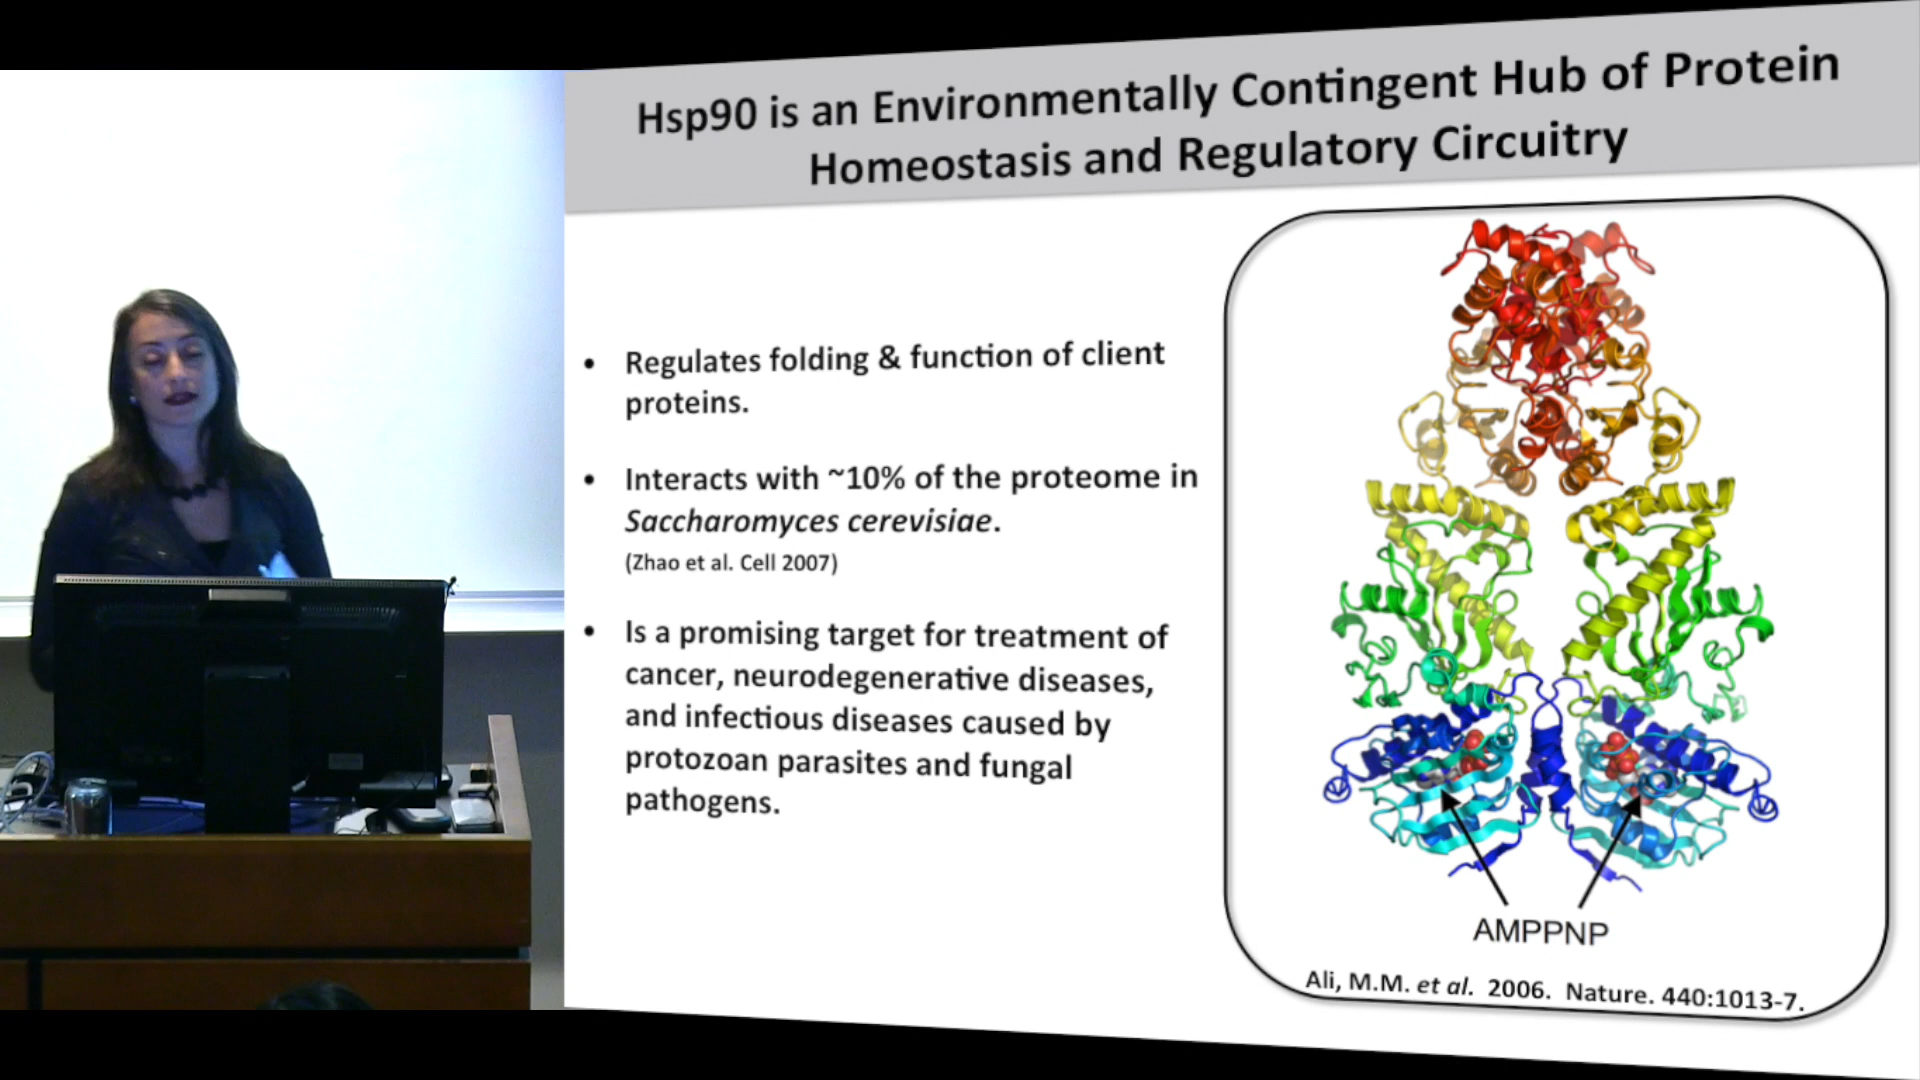 Hsp90 is an Environmentally Contingent Hub of Protein
Homeostasis and Regulatory Circuitry
• Regulates folding & function of client
proteins.
• Interacts with ~10% of the proteome in
Saccharomyces cerevisiae.
(Zhao et al. Cell 2007)
• Is a promising target for treatment of
cancer, neurodegenerative diseases,
and infectious diseases caused by
protozoan parasites and fungal
pathogens.
AMPPNP
Ali, M.M. et al. 2006. Nature. 440:1013-7.